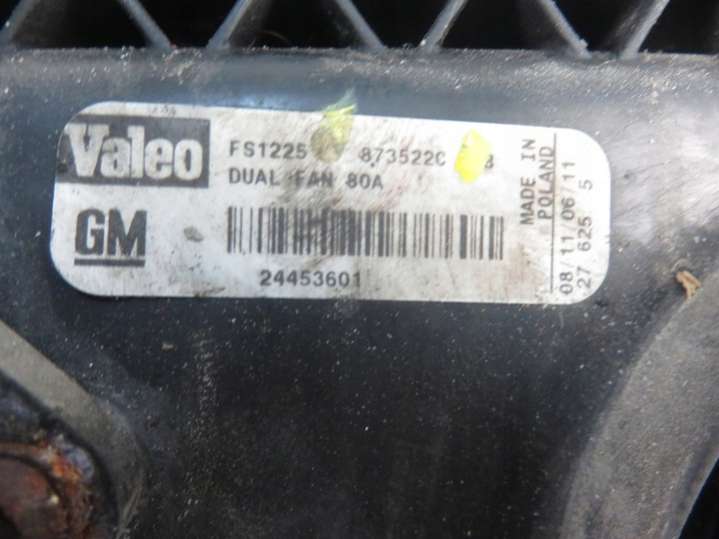 Valeo
FS1225 873522C
DUAL FAN 80A
GM
24453601
MADE IN
POLAND
08/11/06/11
27 625 5